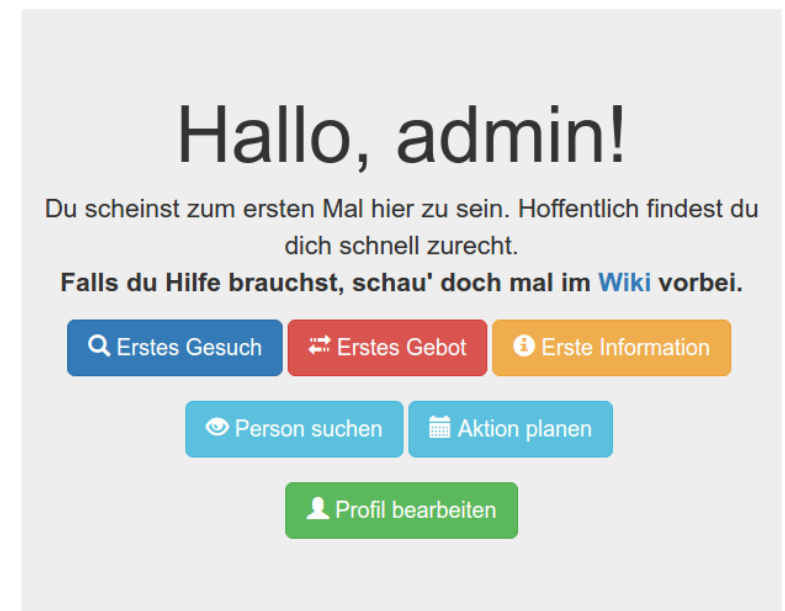 Hallo, admin!
Du scheinst zum ersten Mal hier zu sein. Hoffentlich findest du
dich schnell zurecht.
Falls du Hilfe brauchst, schau' doch mal im Wiki vorbei.
Erstes Gesuch Erstes Gebot Erste Information
Person suchen Aktion planen
Profil bearbeiten